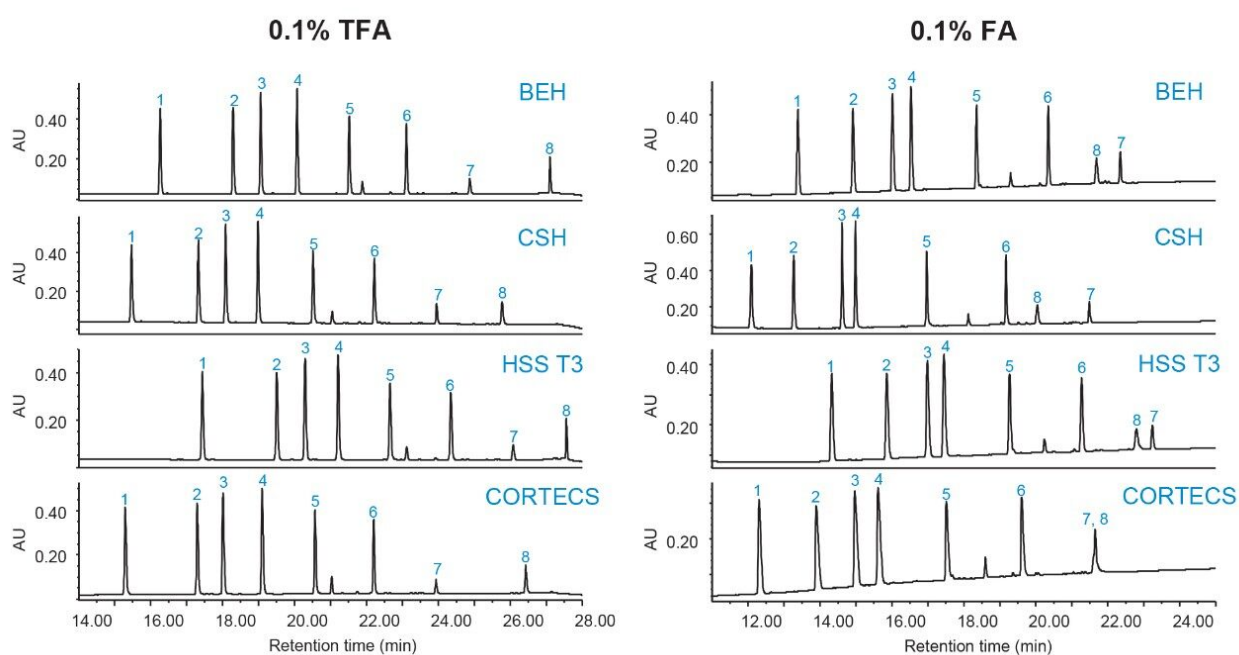 0.1% TFA
BEH
1 2 3 4 5 6 7 8
AU
0.40
0.20
CSH
1 2 3 4 5 6 7 8
AU
0.40
0.20
HSS T3
1 2 3 4 5 6 7 8
AU
0.40
0.20
CORTECS
1 2 3 4 5 6 7 8
AU
0.40
0.20
14.00 16.00 18.00 20.00 22.00 24.00 26.00 28.00
Retention time (min)
0.1% FA
BEH
1 2 3 4 5 6 8 7
AU
0.40
0.20
CSH
1 2 3 4 5 6 8 7
AU
0.60
0.40
0.20
HSS T3
1 2 3 4 5 6 8 7
AU
0.40
0.20
CORTECS
1 2 3 4 5 6 7, 8
AU
0.20
12.00 14.00 16.00 18.00 20.00 22.00 24.00
Retention time (min)